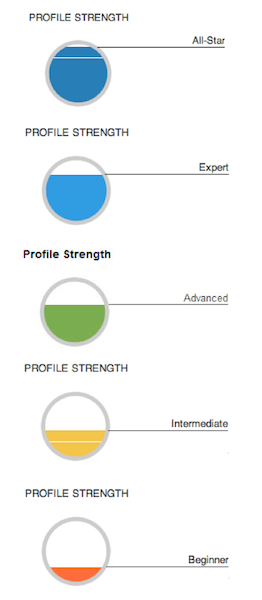 PROFILE STRENGTH
All-Star
PROFILE STRENGTH
Expert
Profile Strength
Advanced
PROFILE STRENGTH
Intermediate
PROFILE STRENGTH
Beginner